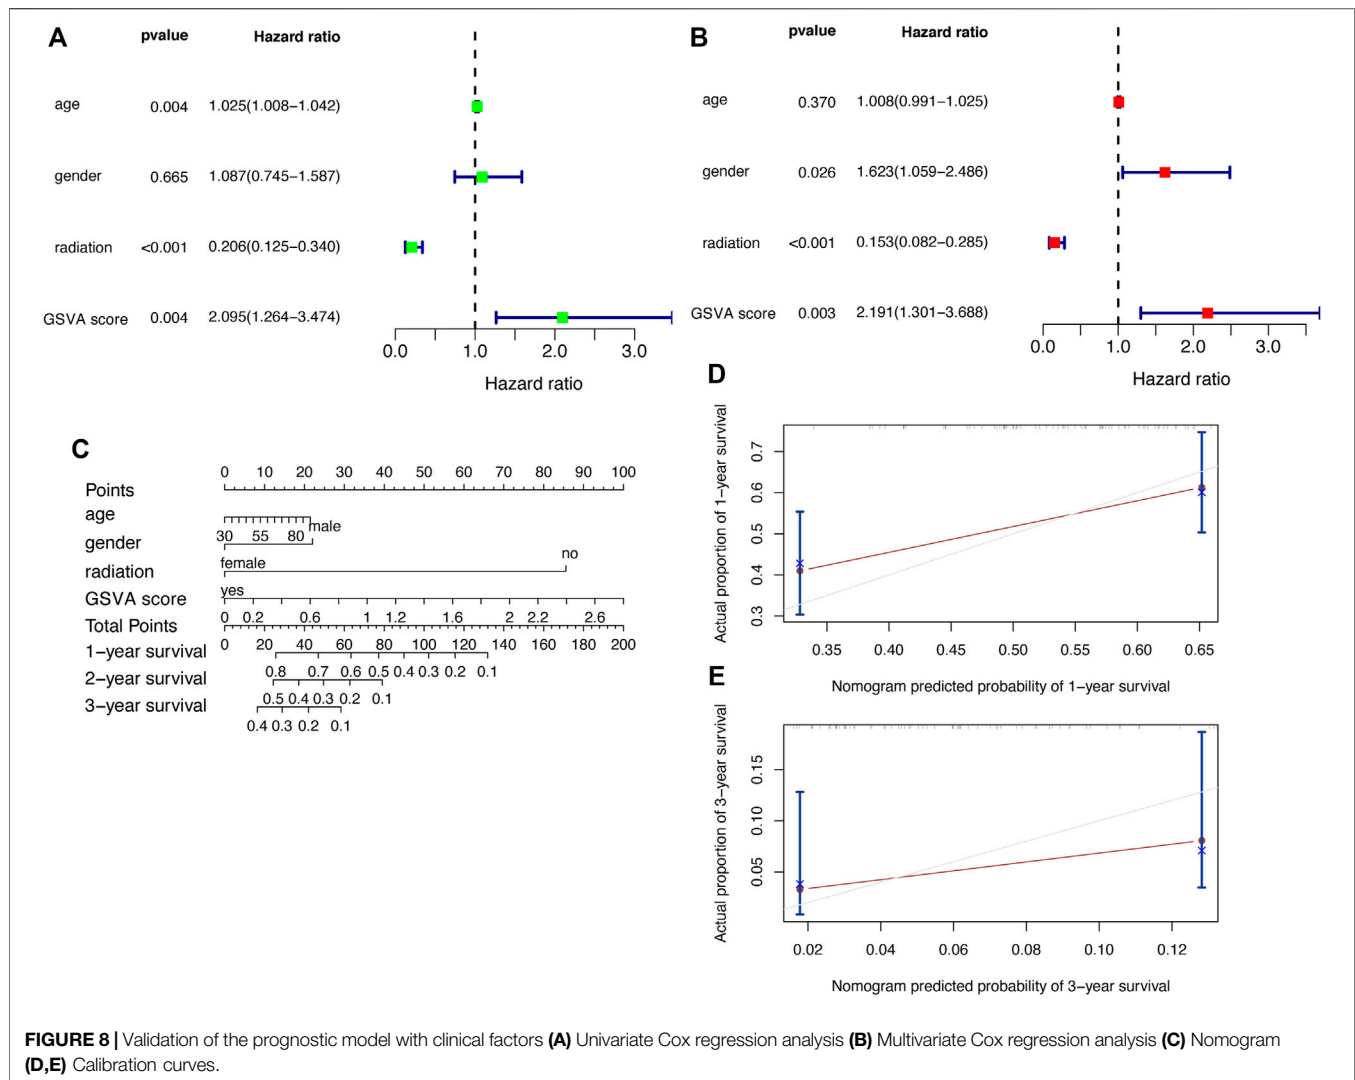 A pvalue Hazard ratio
age 0.004 1.025(1.008−1.042)
gender 0.665 1.087(0.745−1.587)
radiation <0.001 0.206(0.125−0.340)
GSVA score 0.004 2.095(1.264−3.474)
0.0 1.0 2.0 3.0
Hazard ratio
B pvalue Hazard ratio
age 0.370 1.008(0.991−1.025)
gender 0.026 1.623(1.059−2.486)
radiation <0.001 0.153(0.082−0.285)
GSVA score 0.003 2.191(1.301−3.688)
0.0 1.0 2.0 3.0
Hazard ratio
C
0 10 20 30 40 50 60 70 80 90 100
Points
age
male
30 55 80
gender
no
female
radiation
yes
GSVA score
0 0.2 0.6 1 1.2 1.6 2 2.2 2.6
Total Points
0 20 40 60 80 100 120 140 160 180 200
1−year survival
0.8 0.7 0.6 0.5 0.4 0.3 0.2 0.1
2−year survival
0.5 0.4 0.3 0.2 0.1
3−year survival
0.4 0.3 0.2 0.1
D
Actual proportion of 1−year survival
0.7
0.6
0.5
0.4
0.3
0.35 0.40 0.45 0.50 0.55 0.60 0.65
Nomogram predicted probability of 1−year survival
E
Actual proportion of 3−year survival
0.15
0.10
0.05
0.02 0.04 0.06 0.08 0.10 0.12
Nomogram predicted probability of 3−year survival
FIGURE 8 | Validation of the prognostic model with clinical factors (A) Univariate Cox regression analysis (B) Multivariate Cox regression analysis (C) Nomogram
(D,E) Calibration curves.